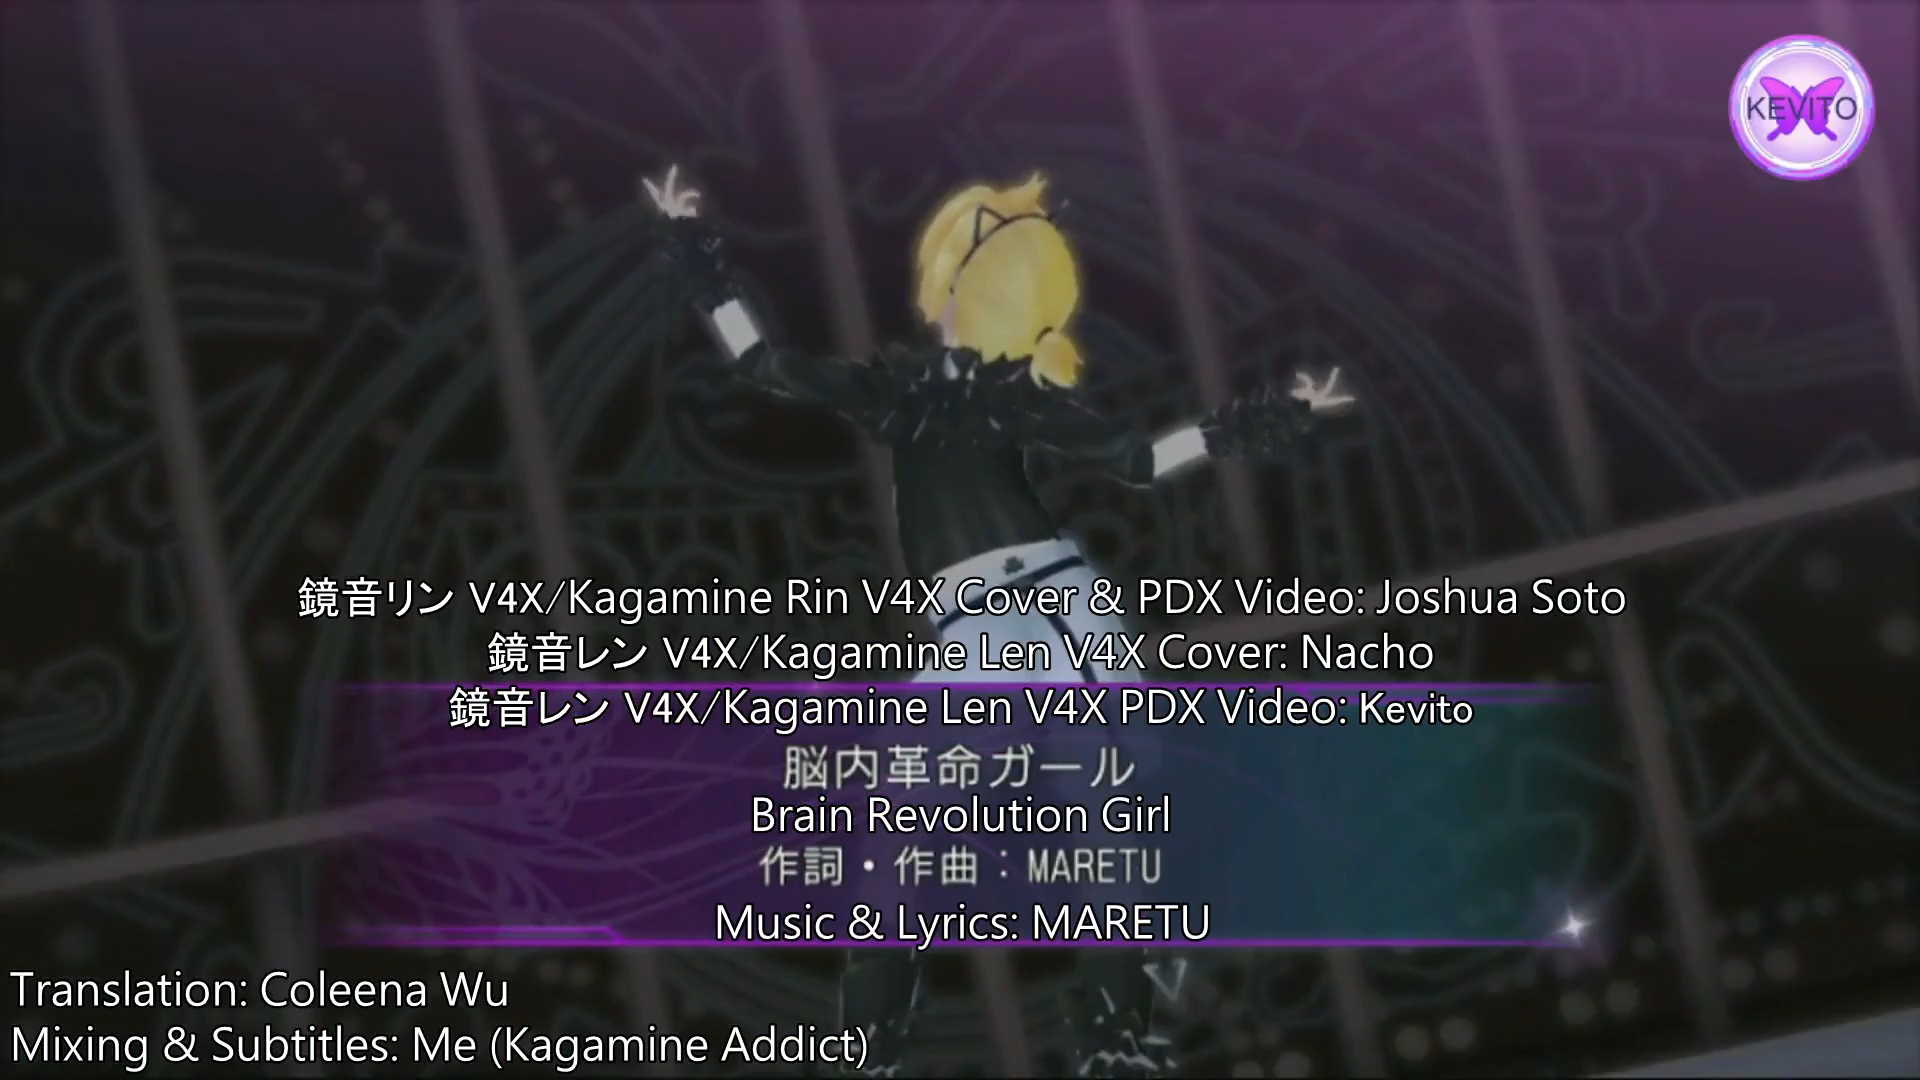 KEVITO
鏡音リン V4X/Kagamine Rin V4X Cover & PDX Video: Joshua Soto
鏡音レン V4X/Kagamine Len V4X Cover: Nacho
鏡音レン V4X/Kagamine Len V4X PDX Video: Kevito
脳内革命ガール
Brain Revolution Girl
作詞・作曲：MARETU
Music & Lyrics: MARETU
Translation: Coleena Wu
Mixing & Subtitles: Me (Kagamine Addict)